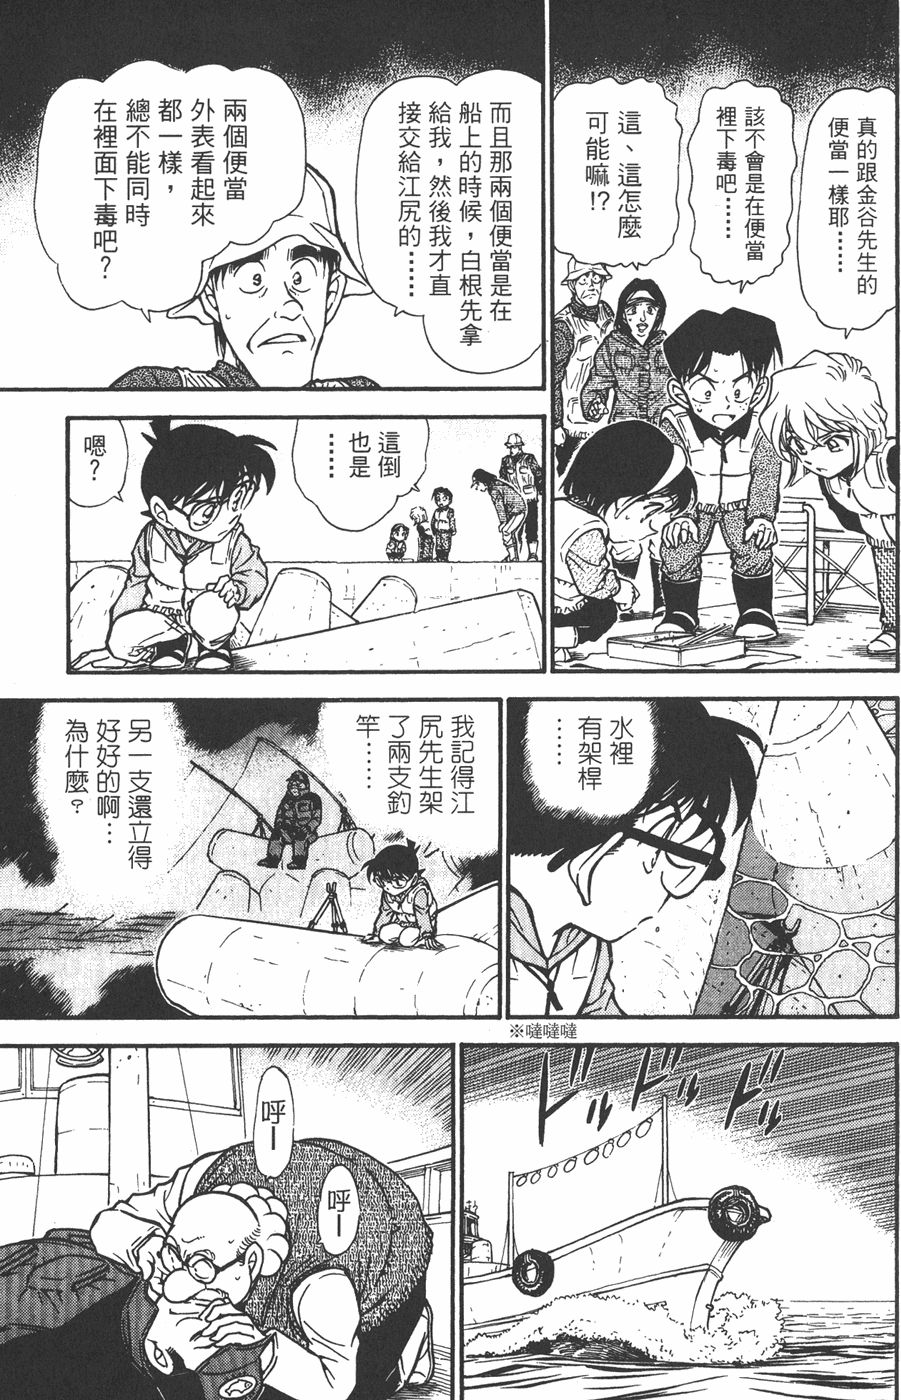 真的跟金谷先生的
便當一樣耶……
該不會是在便當
裡下毒吧……
這、這怎麼
可能嘛!?
而且那兩個便當是在
船上的時候，白根先拿
給我，然後我才直
接交給江尻的……
兩個便當
外表看起來
都一樣，
總不能同時
在裡面下毒吧？
這倒
也是
……
嗯？
水裡
有架桿
……
我記得江
尻先生架
了兩支釣
竿……
另一支還立得
好好的啊…
為什麼？
※噠噠噠
ドドド
呼ー
呼ー